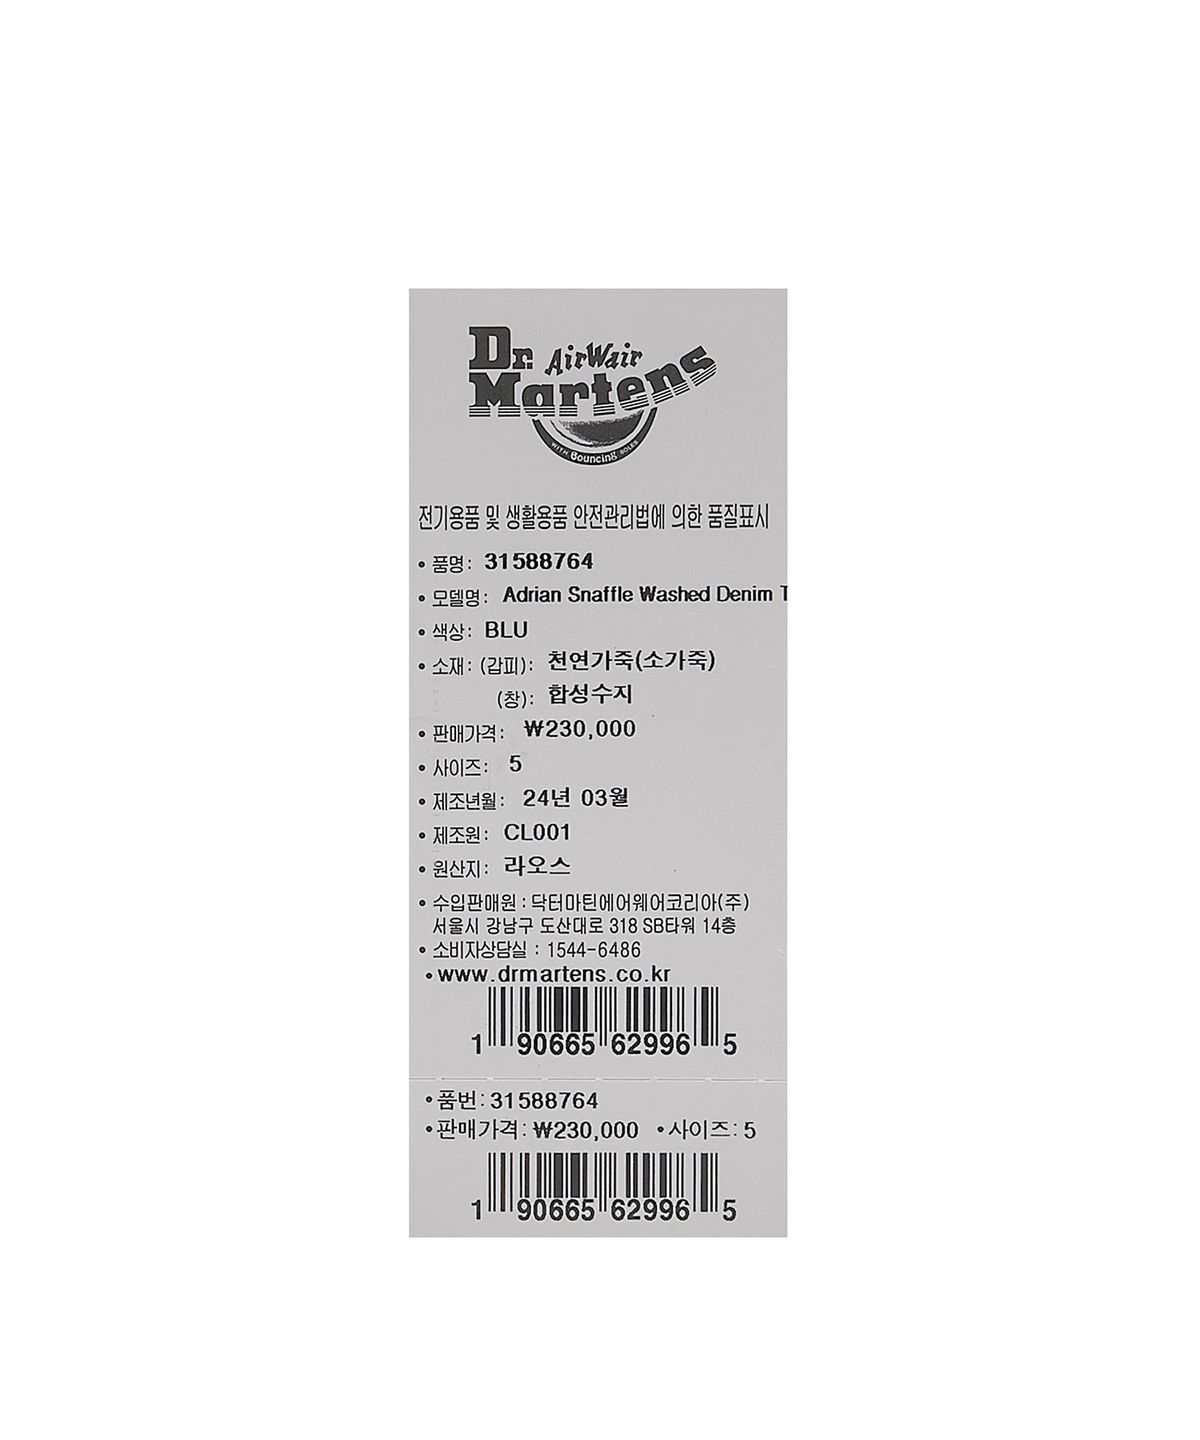 Dr. AirWair
Martens
WITH Bouncing SOLES
전기용품 및 생활용품 안전관리법에 의한 품질표시
• 품명: 31588764
• 모델명: Adrian Snaffle Washed Denim T
• 색상: BLU
• 소재: (갑피): 천연가죽(소가죽)
(창): 합성수지
• 판매가격: ₩230,000
• 사이즈: 5
• 제조년월: 24년 03월
• 제조원: CL001
• 원산지: 라오스
• 수입판매원 : 닥터마틴에어웨어코리아(주)
서울시 강남구 도산대로 318 SB타워 14층
• 소비자상담실 : 1544-6486
• www.drmartens.co.kr
1 90665 62996 5
• 품번: 31588764
• 판매가격: ₩230,000 • 사이즈: 5
1 90665 62996 5